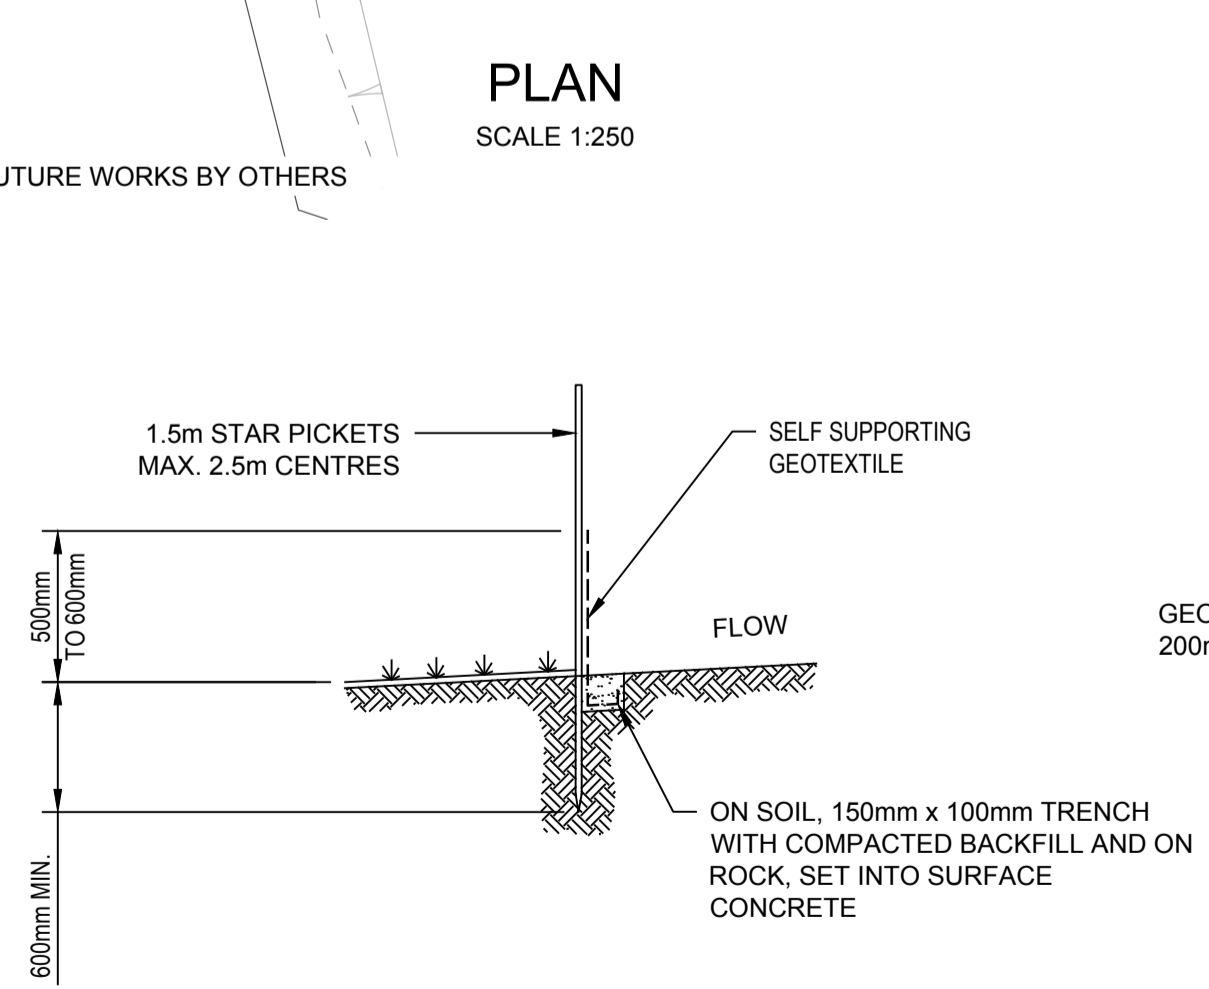 PLAN
SCALE 1:250
UTURE WORKS BY OTHERS
1.5m STAR PICKETS
MAX. 2.5m CENTRES
SELF SUPPORTING
GEOTEXTILE
500mm
TO 600mm
FLOW
GEO
200m
ON SOIL, 150mm x 100mm TRENCH
WITH COMPACTED BACKFILL AND ON
ROCK, SET INTO SURFACE
CONCRETE
600mm MIN.